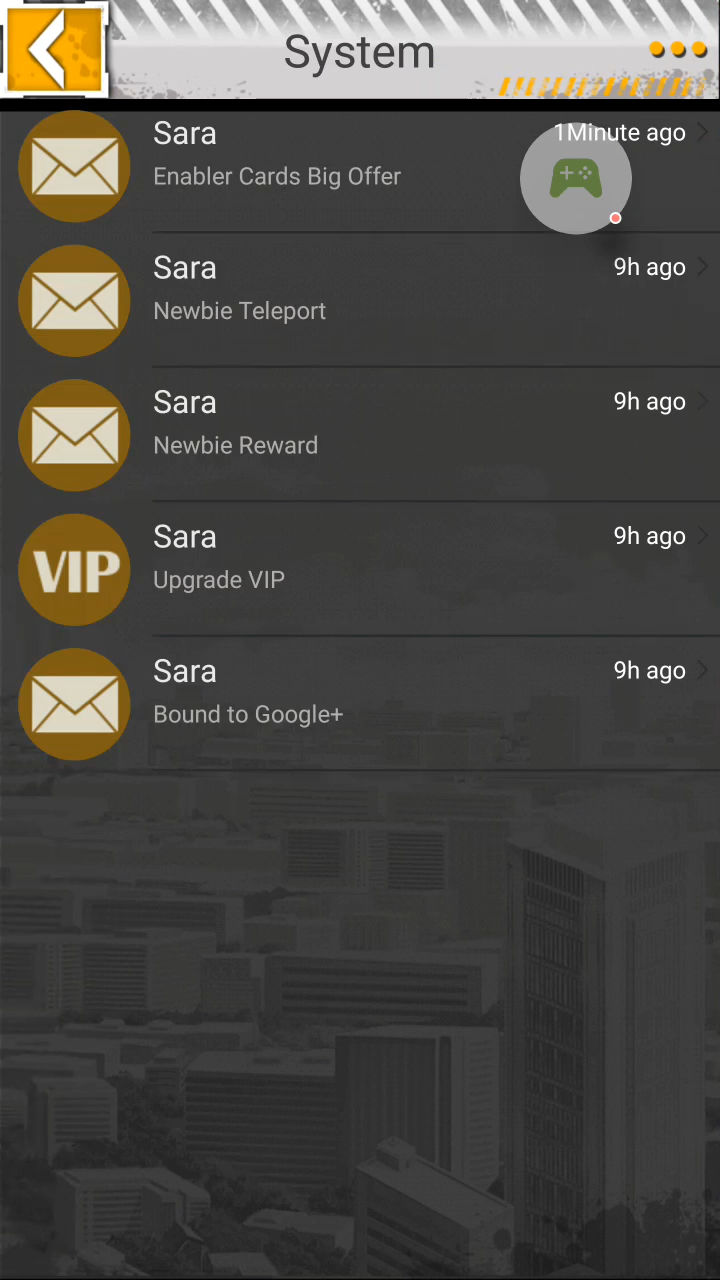 System
Sara
1Minute ago
Enabler Cards Big Offer
Sara
9h ago
Newbie Teleport
Sara
9h ago
Newbie Reward
VIP
Sara
9h ago
Upgrade VIP
Sara
9h ago
Bound to Google+